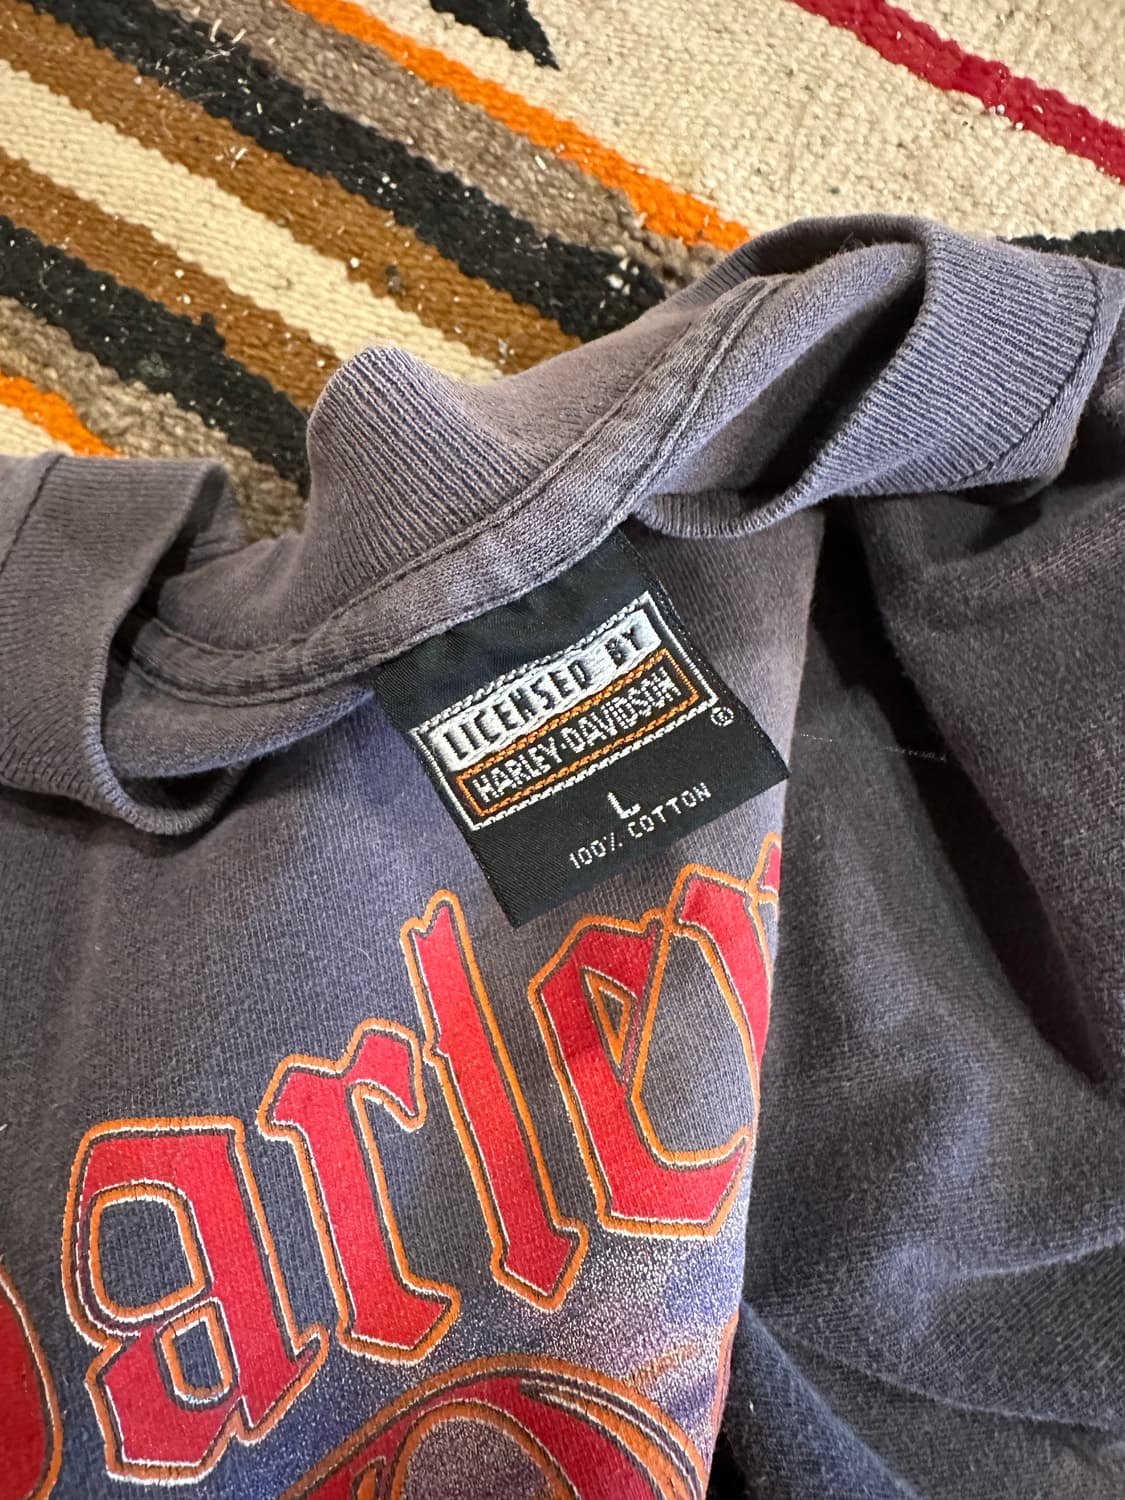 LICENSED BY
HARLEY-DAVIDSON
®
L
100% COTTON
arley